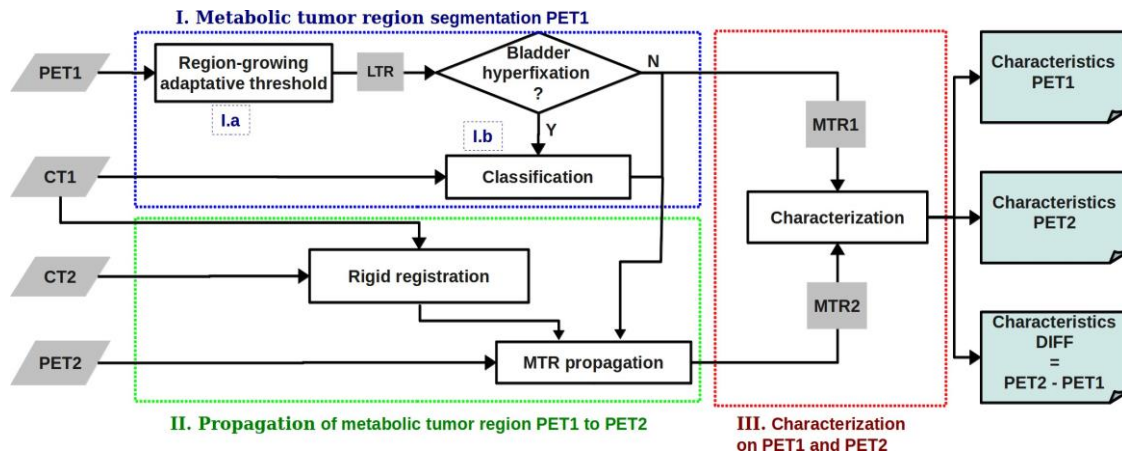 I. Metabolic tumor region segmentation PET1
PET1
Region-growing
adaptative threshold
I.a
LTR
Bladder
hyperfixation
?
N
Y
I.b
CT1
Classification
MTR1
Characterization
MTR2
CT2
Rigid registration
PET2
MTR propagation
II. Propagation of metabolic tumor region PET1 to PET2
III. Characterization
on PET1 and PET2
Characteristics
PET1
Characteristics
PET2
Characteristics
DIFF
=
PET2 - PET1